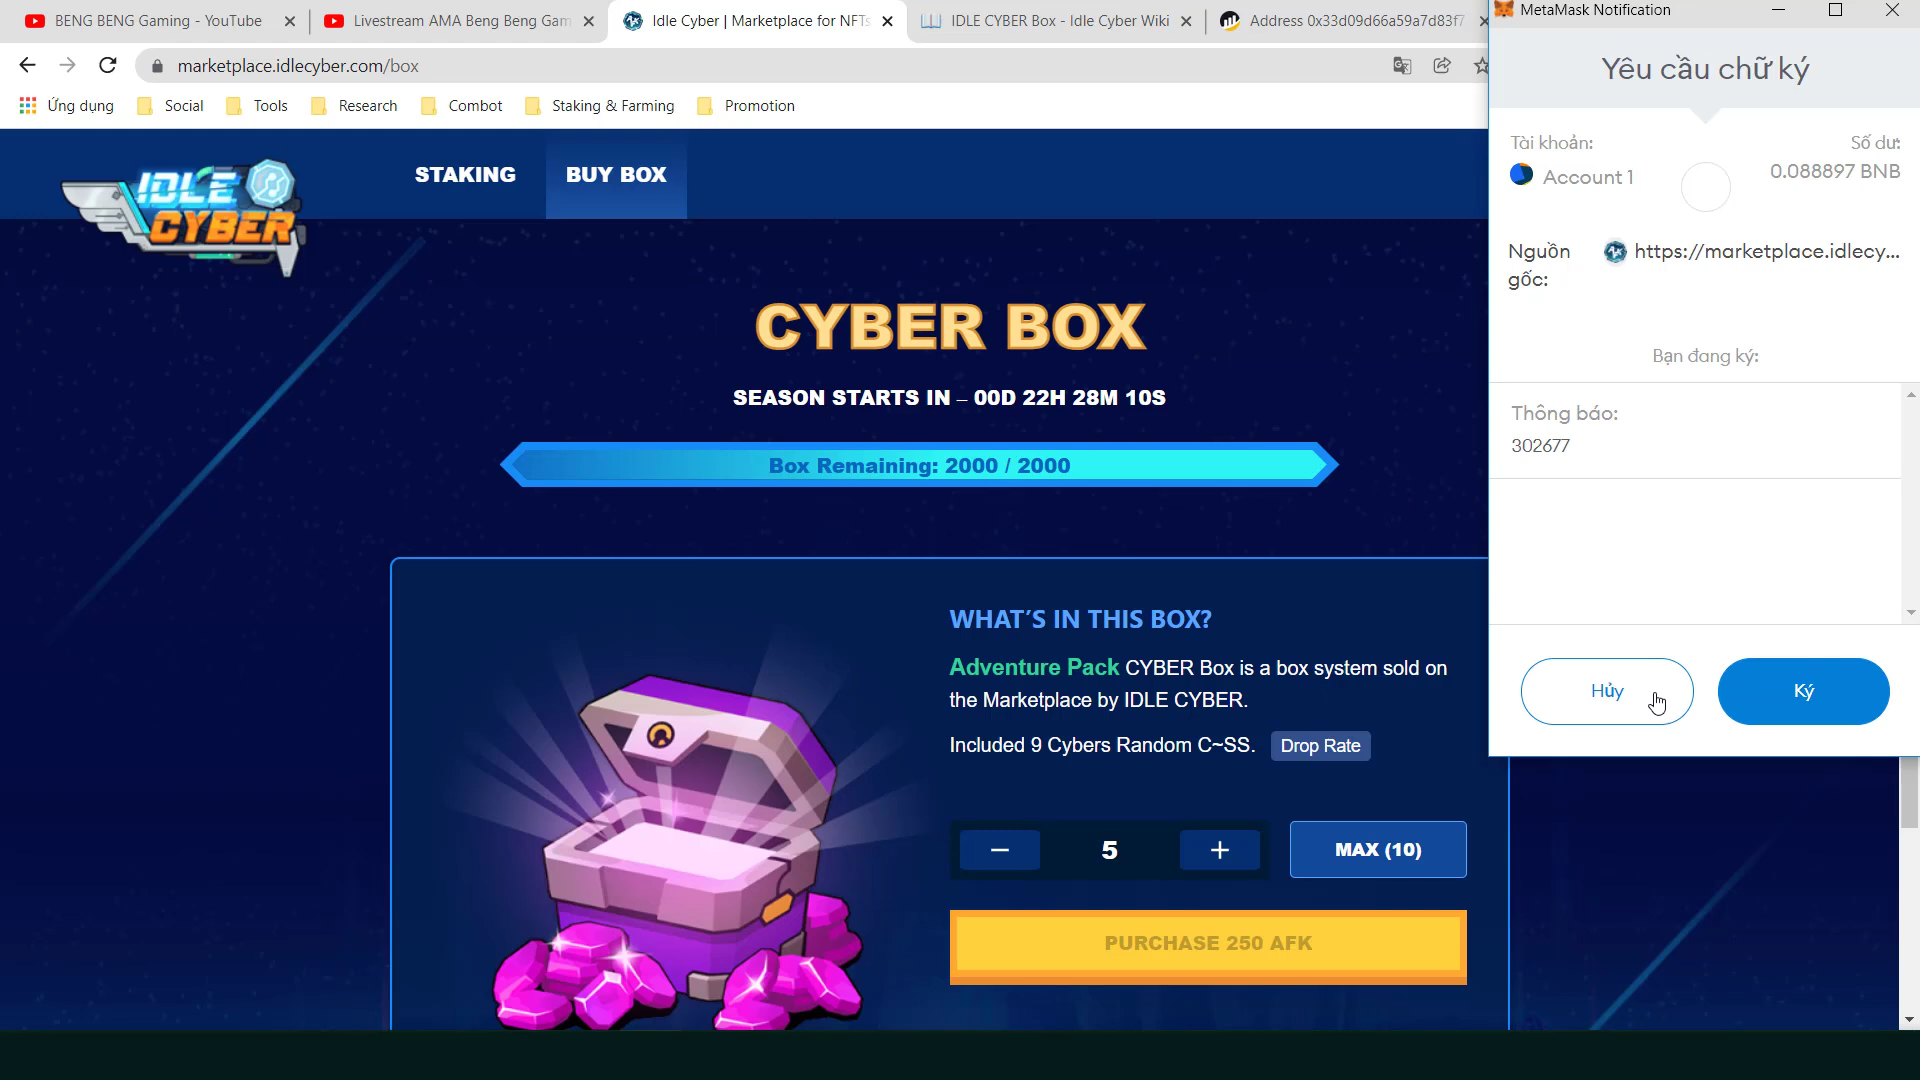 BENG BENG Gaming - YouTube
Livestream AMA Beng Beng Gam
Idle Cyber | Marketplace for NFTs
IDLE CYBER Box - Idle Cyber Wiki
Address 0x33d09d66a59a7d83f7
MetaMask Notification
marketplace.idlecyber.com/box
Ứng dụng
Social
Tools
Research
Combot
Staking & Farming
Promotion
IDLE
CYBER
STAKING
BUY BOX
CYBER BOX
SEASON STARTS IN – 00D 22H 28M 10S
Box Remaining: 2000 / 2000
WHAT'S IN THIS BOX?
Adventure Pack CYBER Box is a box system sold on
the Marketplace by IDLE CYBER.
Included 9 Cybers Random C~SS.
Drop Rate
–
5
+
MAX (10)
PURCHASE 250 AFK
Yêu cầu chữ ký
Tài khoản:
Account 1
Số dư:
0.088897 BNB
Nguồn
gốc:
https://marketplace.idlecy...
Bạn đang ký:
Thông báo:
302677
Hủy
Ký